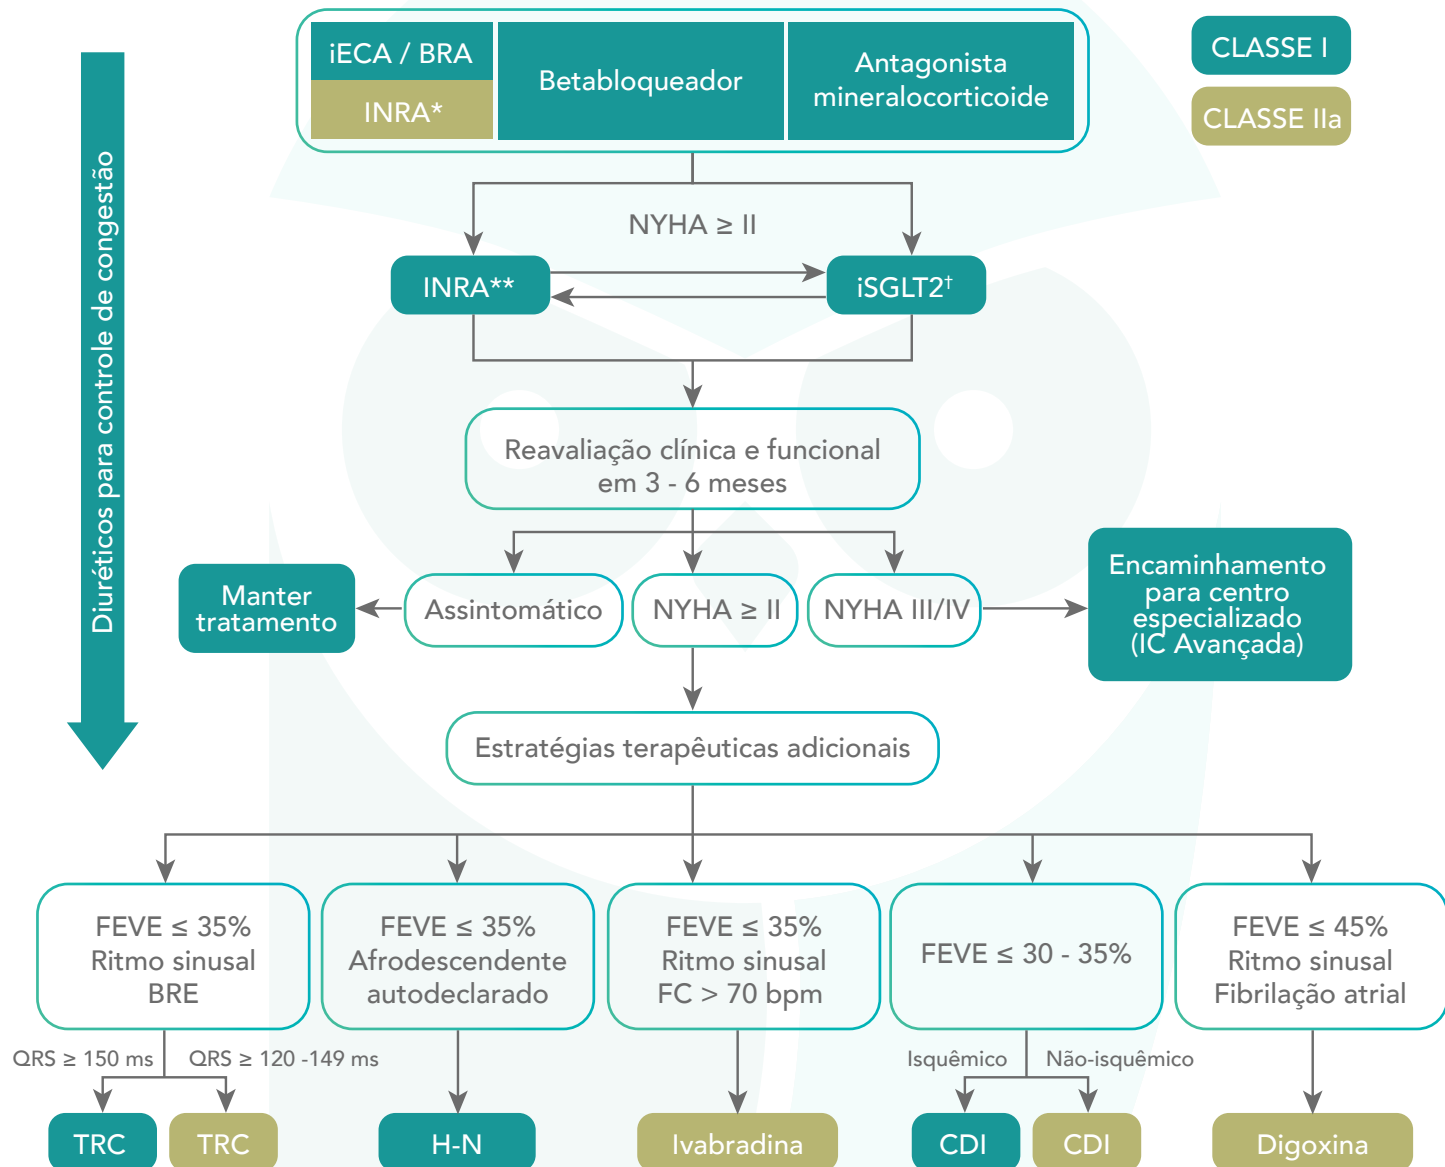 iECA / BRA
INRA*
Betabloqueador
Antagonista
mineralocorticoide
CLASSE I
CLASSE IIa
Diuréticos para controle de congestão
NYHA ≥ II
INRA**
iSGLT2†
Reavaliação clínica e funcional
em 3 - 6 meses
Manter
tratamento
Assintomático
NYHA ≥ II
NYHA III/IV
Encaminhamento
para centro
especializado
(IC Avançada)
Estratégias terapêuticas adicionais
FEVE ≤ 35%
Ritmo sinusal
BRE
FEVE ≤ 35%
Afrodescendente
autodeclarado
FEVE ≤ 35%
Ritmo sinusal
FC > 70 bpm
FEVE ≤ 30 - 35%
FEVE ≤ 45%
Ritmo sinusal
Fibrilação atrial
QRS ≥ 150 ms
QRS ≥ 120 -149 ms
Isquêmico
Não-isquêmico
TRC
TRC
H-N
Ivabradina
CDI
CDI
Digoxina